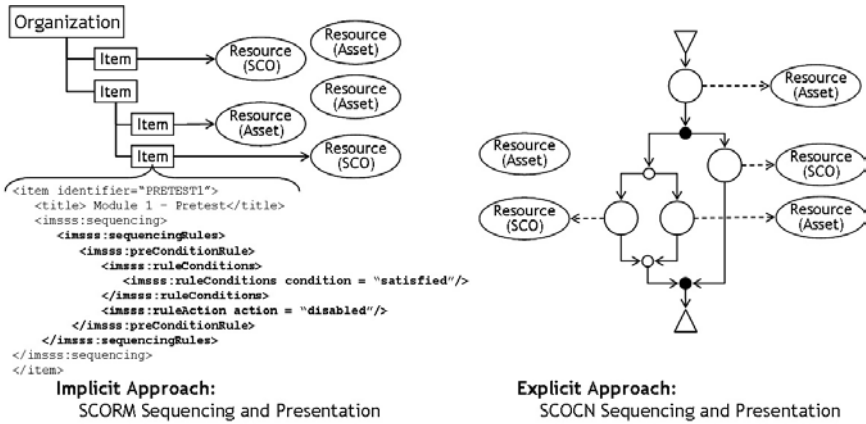 Organization
Item
Resource
(SCO)
Resource
(Asset)
Item
Resource
(Asset)
Item
Resource
(Asset)
Item
Resource
(SCO)
<item identifier="PRETEST1">
<title> Module 1 - Pretest</title>
<imsss:sequencing>
<imsss:sequencingRules>
<imsss:preConditionRule>
<imsss:ruleConditions>
<imsss:ruleConditions condition = "satisfied"/>
</imsss:ruleConditions>
<imsss:ruleAction action = "disabled"/>
</imsss:preConditionRule>
</imsss:sequencingRules>
</imsss:sequencing>
</item>
Implicit Approach:
SCORM Sequencing and Presentation
Resource
(Asset)
Resource
(Asset)
Resource
(SCO)
Resource
(SCO)
Resource
(Asset)
Explicit Approach:
SCOCN Sequencing and Presentation